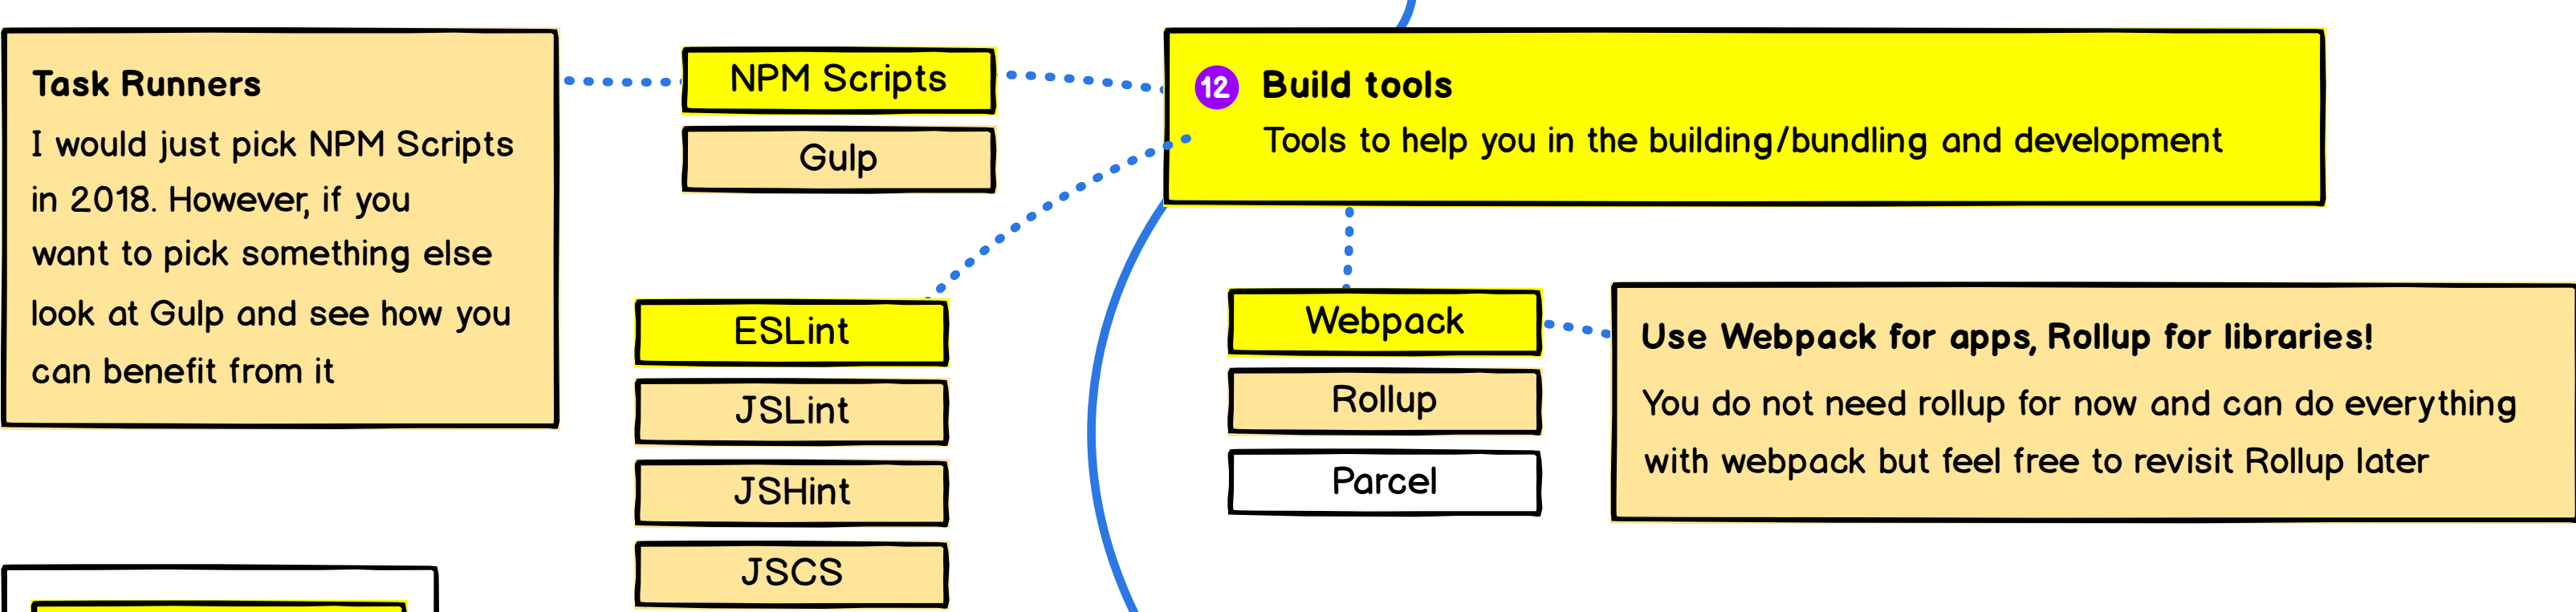 Task Runners
I would just pick NPM Scripts
in 2018. However, if you
want to pick something else
look at Gulp and see how you
can benefit from it
NPM Scripts
Gulp
12 Build tools
Tools to help you in the building/bundling and development
ESLint
JSLint
JSHint
JSCS
Webpack
Rollup
Parcel
Use Webpack for apps, Rollup for libraries!
You do not need rollup for now and can do everything
with webpack but feel free to revisit Rollup later